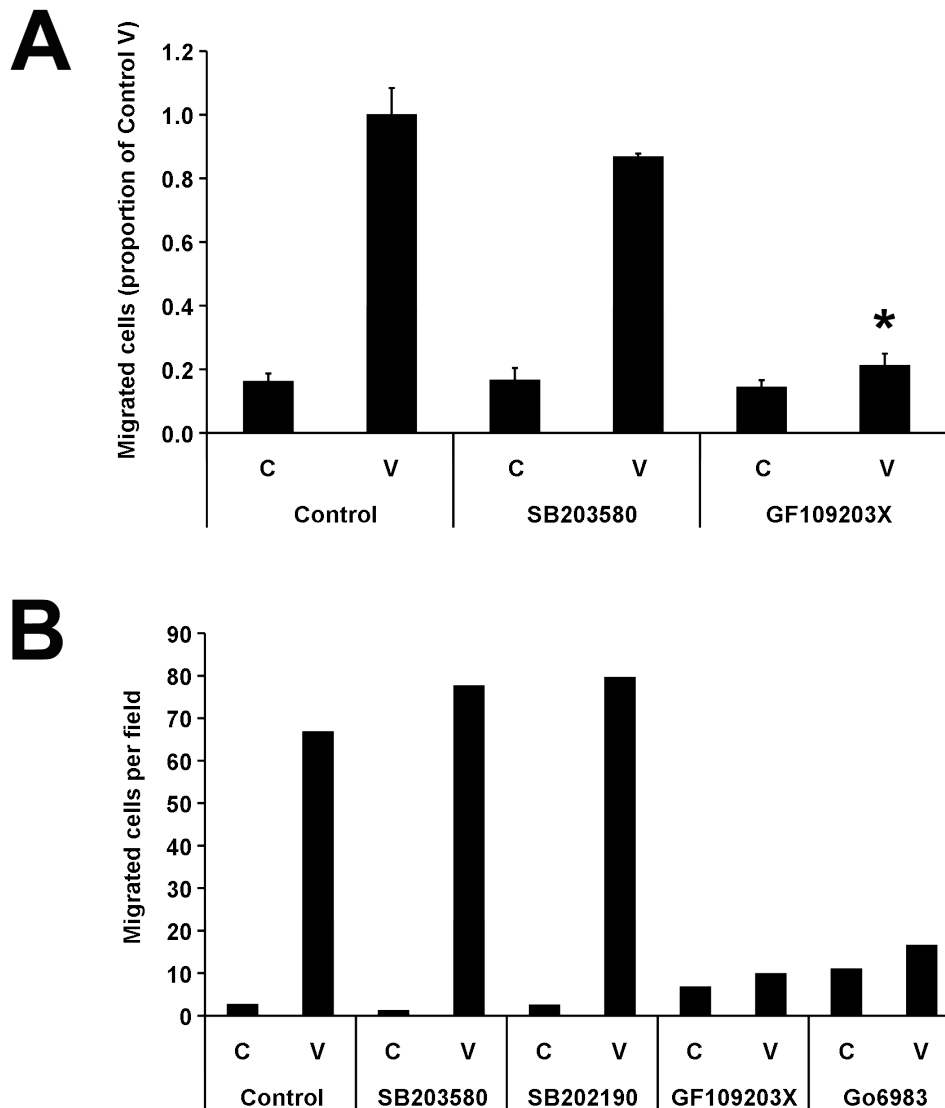 A
Migrated cells (proportion of Control V)
1.2
1.0
0.8
0.6
0.4
0.2
0.0
*
C V C V C V
Control SB203580 GF109203X
B
Migrated cells per field
90
80
70
60
50
40
30
20
10
0
C V C V C V C V C V
Control SB203580 SB202190 GF109203X Go6983